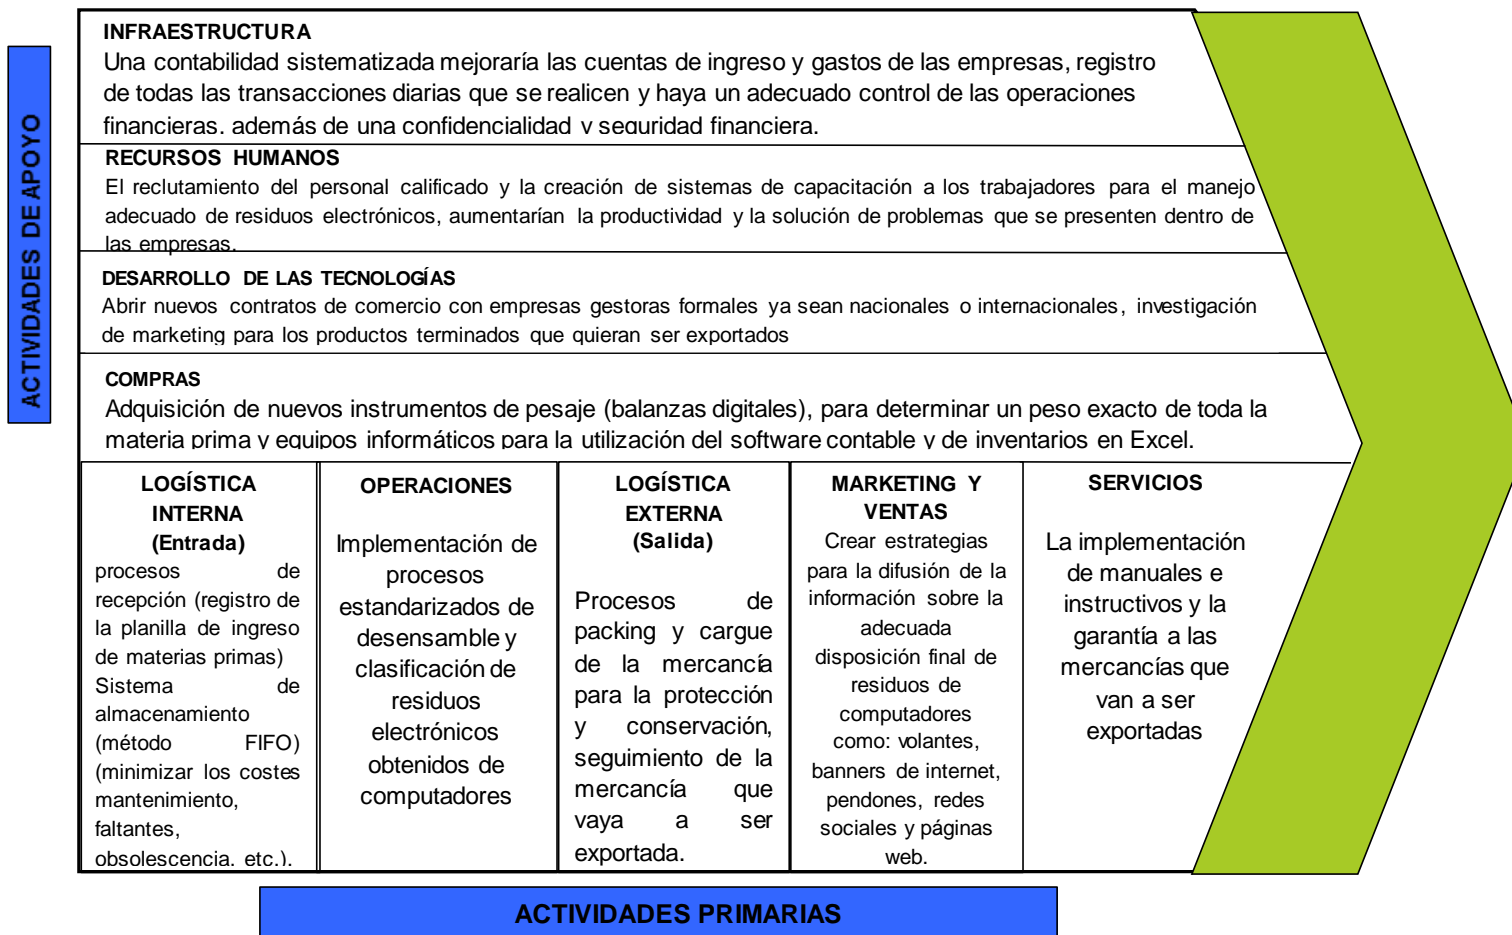 ACTIVIDADES DE APOYO
INFRAESTRUCTURA
Una contabilidad sistematizada mejoraría las cuentas de ingreso y gastos de las empresas, registro
de todas las transacciones diarias que se realicen y haya un adecuado control de las operaciones
financieras. además de una confidencialidad y seguridad financiera.
RECURSOS HUMANOS
El reclutamiento del personal calificado y la creación de sistemas de capacitación a los trabajadores para el manejo
adecuado de residuos electrónicos, aumentarían la productividad y la solución de problemas que se presenten dentro de
las empresas.
DESARROLLO DE LAS TECNOLOGÍAS
Abrir nuevos contratos de comercio con empresas gestoras formales ya sean nacionales o internacionales, investigación
de marketing para los productos terminados que quieran ser exportados
COMPRAS
Adquisición de nuevos instrumentos de pesaje (balanzas digitales), para determinar un peso exacto de toda la
materia prima y equipos informáticos para la utilización del software contable y de inventarios en Excel.
LOGÍSTICA
INTERNA
(Entrada)
procesos de
recepción (registro de
la planilla de ingreso
de materias primas)
Sistema de
almacenamiento
(método FIFO)
(minimizar los costes
mantenimiento,
faltantes,
obsolescencia. etc.).
OPERACIONES
Implementación de
procesos
estandarizados de
desensamble y
clasificación de
residuos
electrónicos
obtenidos de
computadores
LOGÍSTICA
EXTERNA
(Salida)
Procesos de
packing y cargue
de la mercancía
para la protección
y conservación,
seguimiento de la
mercancía que
vaya a ser
exportada.
MARKETING Y
VENTAS
Crear estrategias
para la difusión de la
información sobre la
adecuada
disposición final de
residuos de
computadores
como: volantes,
banners de internet,
pendones, redes
sociales y páginas
web.
SERVICIOS
La implementación
de manuales e
instructivos y la
garantía a las
mercancías que
van a ser
exportadas
ACTIVIDADES PRIMARIAS